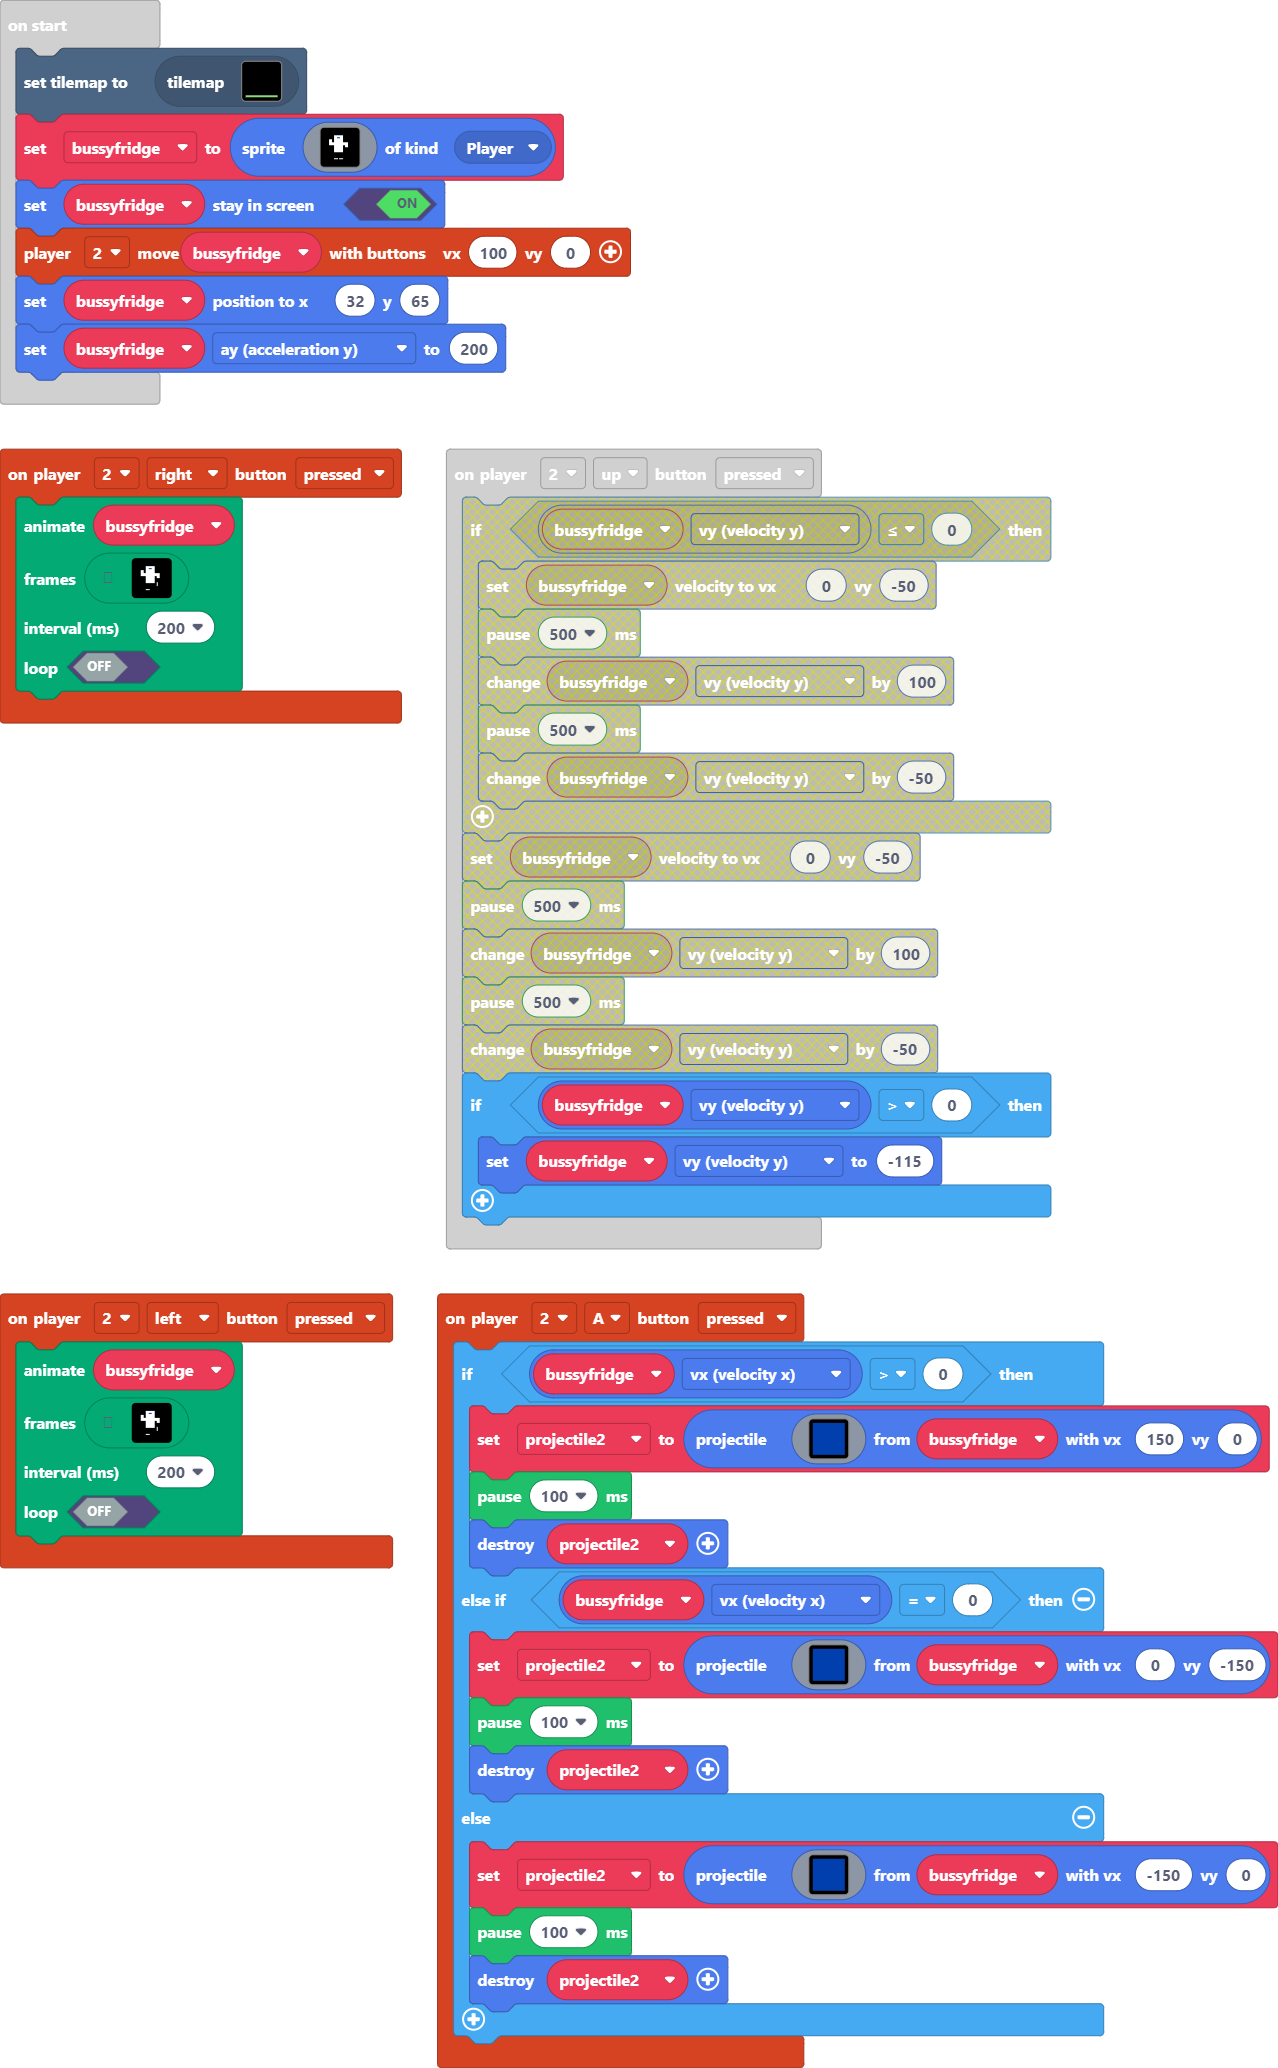 on start
set tilemap to tilemap
set bussyfridge to sprite of kind Player
set bussyfridge stay in screen ON
player 2 move bussyfridge with buttons vx 100 vy 0
set bussyfridge position to x 32 y 65
set bussyfridge ay (acceleration y) to 200
on player 2 right button pressed
animate bussyfridge
frames
interval (ms) 200
loop OFF
on player 2 up button pressed
if bussyfridge vy (velocity y) ≤ 0 then
set bussyfridge velocity to vx 0 vy -50
pause 500 ms
change bussyfridge vy (velocity y) by 100
pause 500 ms
change bussyfridge vy (velocity y) by -50
set bussyfridge velocity to vx 0 vy -50
pause 500 ms
change bussyfridge vy (velocity y) by 100
pause 500 ms
change bussyfridge vy (velocity y) by -50
if bussyfridge vy (velocity y) > 0 then
set bussyfridge vy (velocity y) to -115
on player 2 left button pressed
animate bussyfridge
frames
interval (ms) 200
loop OFF
on player 2 A button pressed
if bussyfridge vx (velocity x) > 0 then
set projectile2 to projectile from bussyfridge with vx 150 vy 0
pause 100 ms
destroy projectile2
else if bussyfridge vx (velocity x) = 0 then
set projectile2 to projectile from bussyfridge with vx 0 vy -150
pause 100 ms
destroy projectile2
else
set projectile2 to projectile from bussyfridge with vx -150 vy 0
pause 100 ms
destroy projectile2